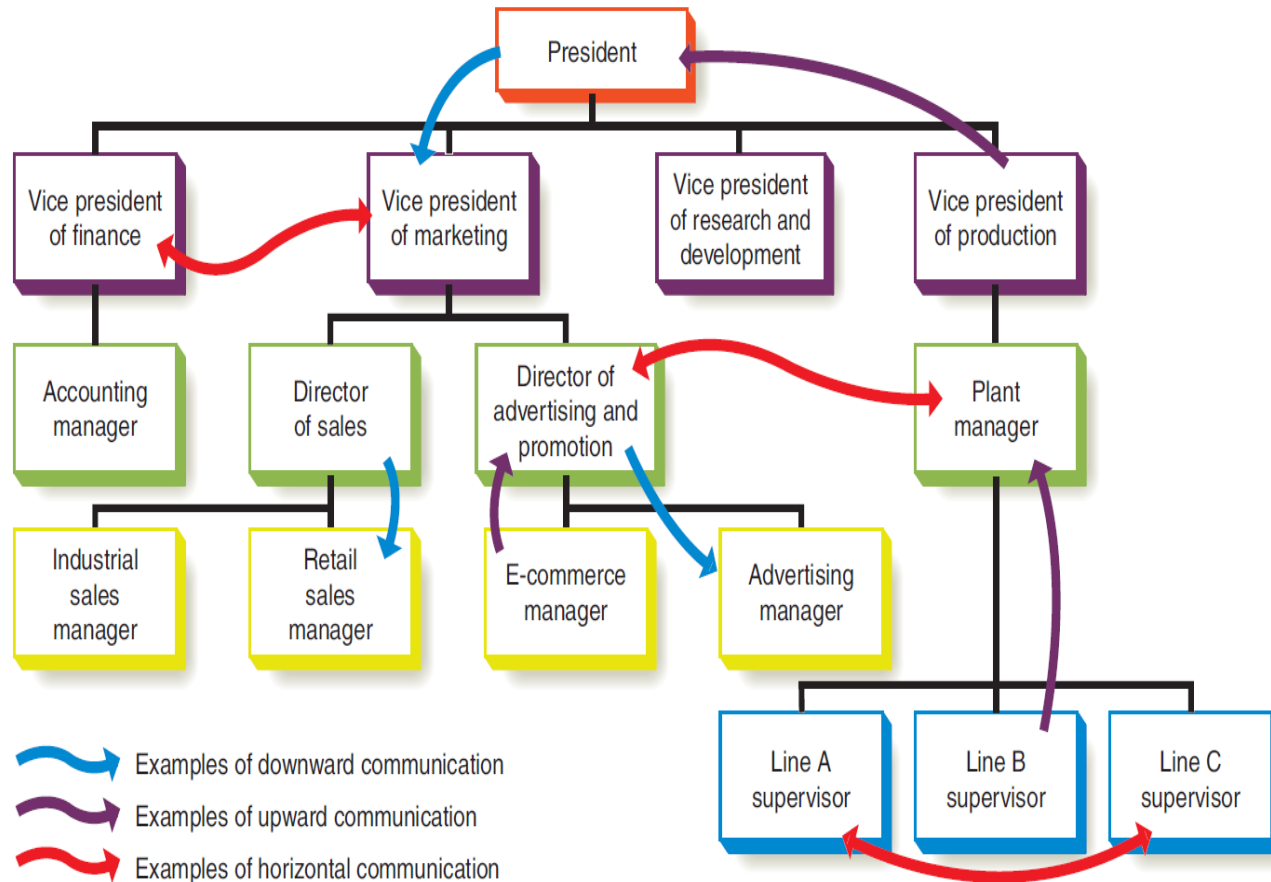 President
Vice president
of finance
Vice president
of marketing
Vice president
of research and
development
Vice president
of production
Accounting
manager
Director
of sales
Director of
advertising and
promotion
Plant
manager
Industrial
sales
manager
Retail
sales
manager
E-commerce
manager
Advertising
manager
Line A
supervisor
Line B
supervisor
Line C
supervisor
Examples of downward communication
Examples of upward communication
Examples of horizontal communication